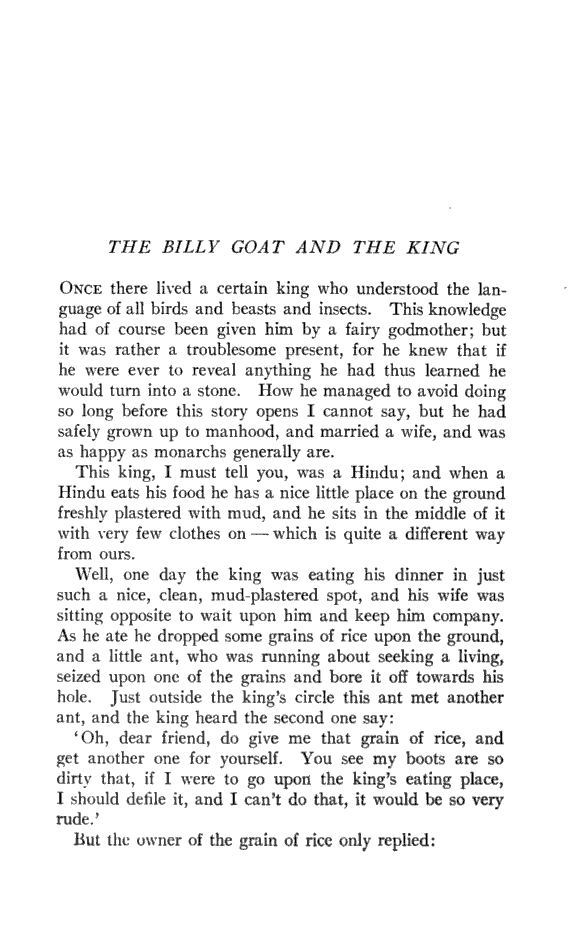 THE BILLY GOAT AND THE KING
ONCE there lived a certain king who understood the lan-
guage of all birds and beasts and insects. This knowledge
had of course been given him by a fairy godmother; but
it was rather a troublesome present, for he knew that if
he were ever to reveal anything he had thus learned he
would turn into a stone. How he managed to avoid doing
so long before this story opens I cannot say, but he had
safely grown up to manhood, and married a wife, and was
as happy as monarchs generally are.
This king, I must tell you, was a Hindu; and when a
Hindu eats his food he has a nice little place on the ground
freshly plastered with mud, and he sits in the middle of it
with very few clothes on — which is quite a different way
from ours.
Well, one day the king was eating his dinner in just
such a nice, clean, mud-plastered spot, and his wife was
sitting opposite to wait upon him and keep him company.
As he ate he dropped some grains of rice upon the ground,
and a little ant, who was running about seeking a living,
seized upon one of the grains and bore it off towards his
hole. Just outside the king's circle this ant met another
ant, and the king heard the second one say:
'Oh, dear friend, do give me that grain of rice, and
get another one for yourself. You see my boots are so
dirty that, if I were to go upon the king's eating place,
I should defile it, and I can't do that, it would be so very
rude.'
But the owner of the grain of rice only replied: